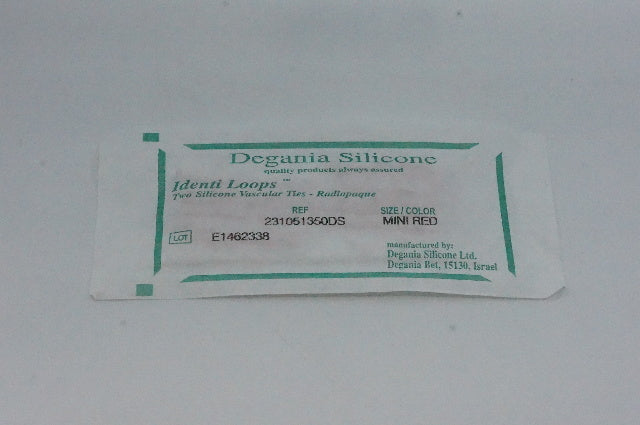 Degania Silicone
quality products always assured
Identi Loops ™
Two Silicone Vascular Ties - Radiopaque
REF SIZE / COLOR
231051350DS MINI RED
LOT E1462338
manufactured by:
Degania Silicone Ltd.
Degania Bet, 15130, Israel